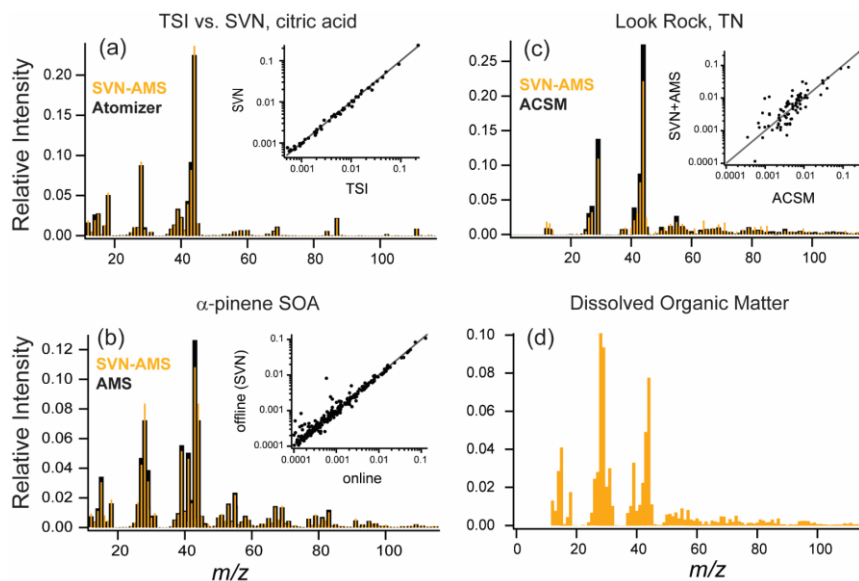 TSI vs. SVN, citric acid
(a)
SVN-AMS
Atomizer
Relative Intensity
0.20
0.15
0.10
0.05
0.00
20 40 60 80 100
SVN
0.1
0.01
0.001
0.001 0.01 0.1
TSI
Look Rock, TN
(c)
SVN-AMS
ACSM
0.25
0.20
0.15
0.10
0.05
0.00
0 20 40 60 80 100
SVN+AMS
0.1
0.01
0.001
0.0001
0.0001 0.001 0.01 0.1
ACSM
α-pinene SOA
(b)
SVN-AMS
AMS
Relative Intensity
0.12
0.10
0.08
0.06
0.04
0.02
0.00
20 40 60 80 100
m/z
offline (SVN)
0.1
0.01
0.001
0.0001
0.0001 0.001 0.01 0.1
online
Dissolved Organic Matter
(d)
0.10
0.08
0.06
0.04
0.02
0.00
0 20 40 60 80 100
m/z